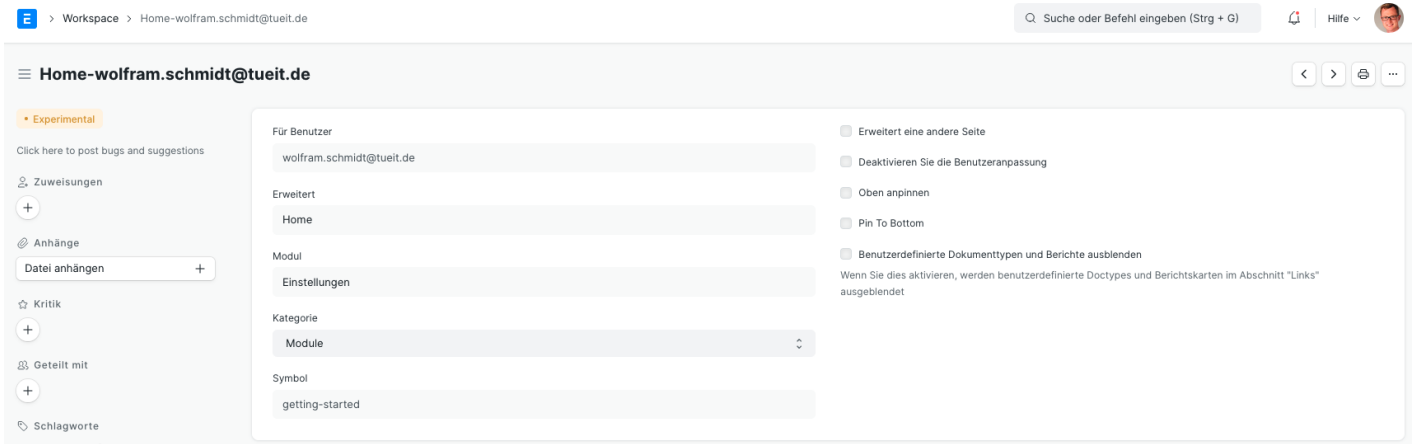 E
Workspace
Home-wolfram.schmidt@tueit.de
Suche oder Befehl eingeben (Strg + G)
Hilfe
Home-wolfram.schmidt@tueit.de
• Experimental
Click here to post bugs and suggestions
Zuweisungen
+
Anhänge
Datei anhängen +
Kritik
+
Geteilt mit
+
Schlagworte
Für Benutzer
wolfram.schmidt@tueit.de
Erweitert
Home
Modul
Einstellungen
Kategorie
Module
Symbol
getting-started
Erweitert eine andere Seite
Deaktivieren Sie die Benutzeranpassung
Oben anpinnen
Pin To Bottom
Benutzerdefinierte Dokumenttypen und Berichte ausblenden
Wenn Sie dies aktivieren, werden benutzerdefinierte Doctypes und Berichtskarten im Abschnitt "Links"
ausgeblendet